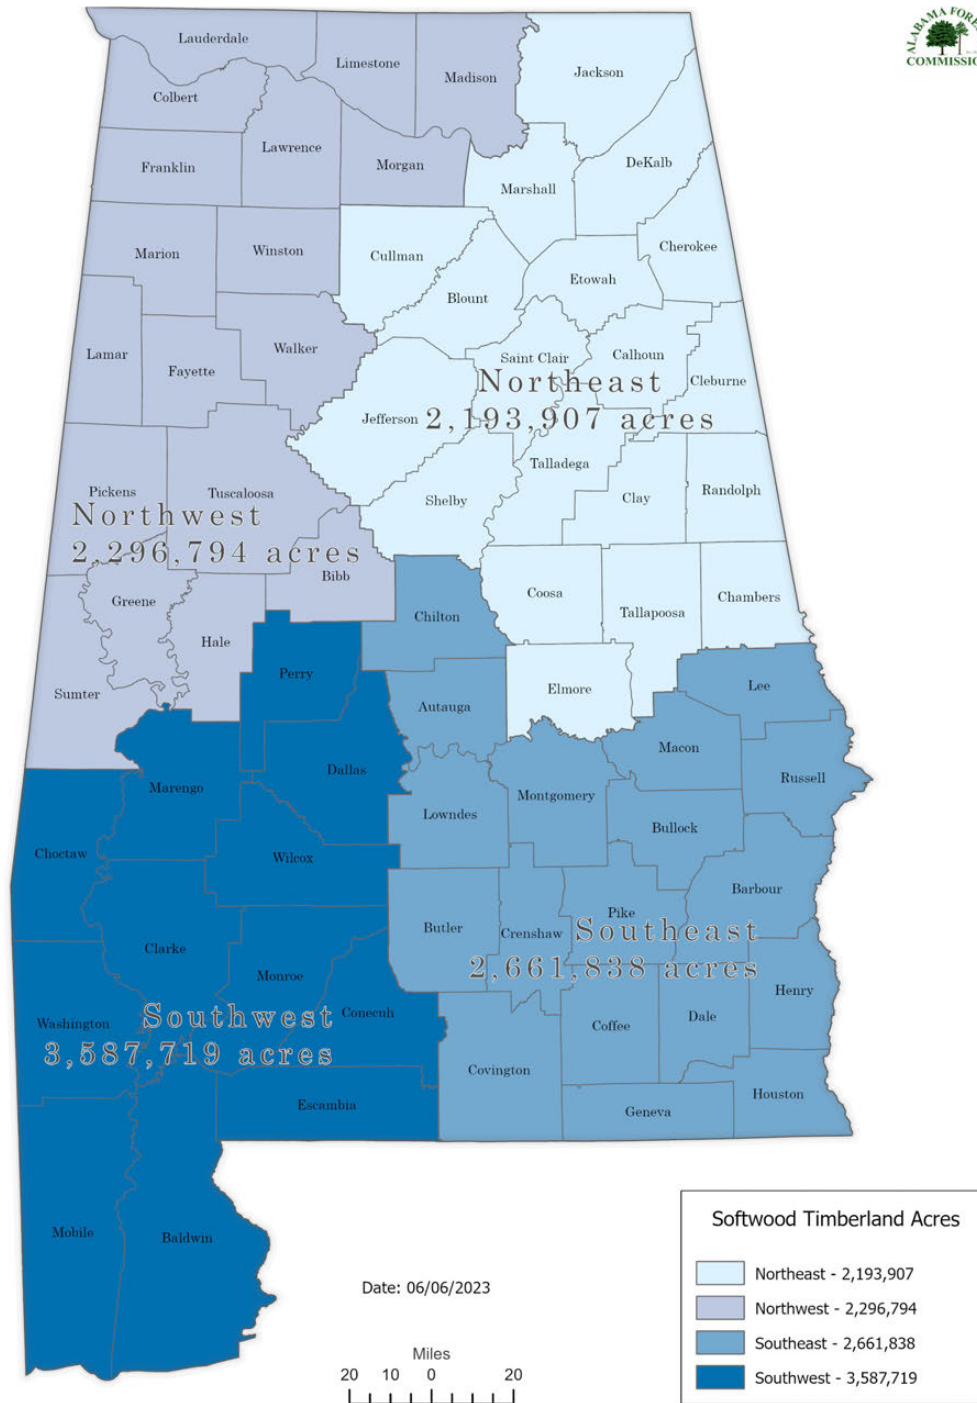 ALABAMA FORES
COMMISSIO
Lauderdale
Limestone
Madison
Jackson
Colbert
Lawrence
Franklin
Morgan
Marshall
DeKalb
Marion
Winston
Cullman
Blount
Etowah
Cherokee
Lamar
Fayette
Walker
Saint Clair
Calhoun
Cleburne
Northeast
2,193,907 acres
Jefferson
Talladega
Pickens
Tuscaloosa
Shelby
Clay
Randolph
Northwest
2,296,794 acres
Greene
Bibb
Hale
Chilton
Coosa
Tallapoosa
Chambers
Sumter
Perry
Autauga
Elmore
Lee
Marengo
Dallas
Lowndes
Montgomery
Macon
Russell
Bullock
Choctaw
Wilcox
Butler
Crenshaw
Pike
Barbour
Southeast
2,661,838 acres
Clarke
Monroe
Conecuh
Washington
Southwest
3,587,719 acres
Coffee
Dale
Henry
Covington
Escambia
Geneva
Houston
Mobile
Baldwin
Date: 06/06/2023
Miles
20 10 0 20
Softwood Timberland Acres
Northeast - 2,193,907
Northwest - 2,296,794
Southeast - 2,661,838
Southwest - 3,587,719